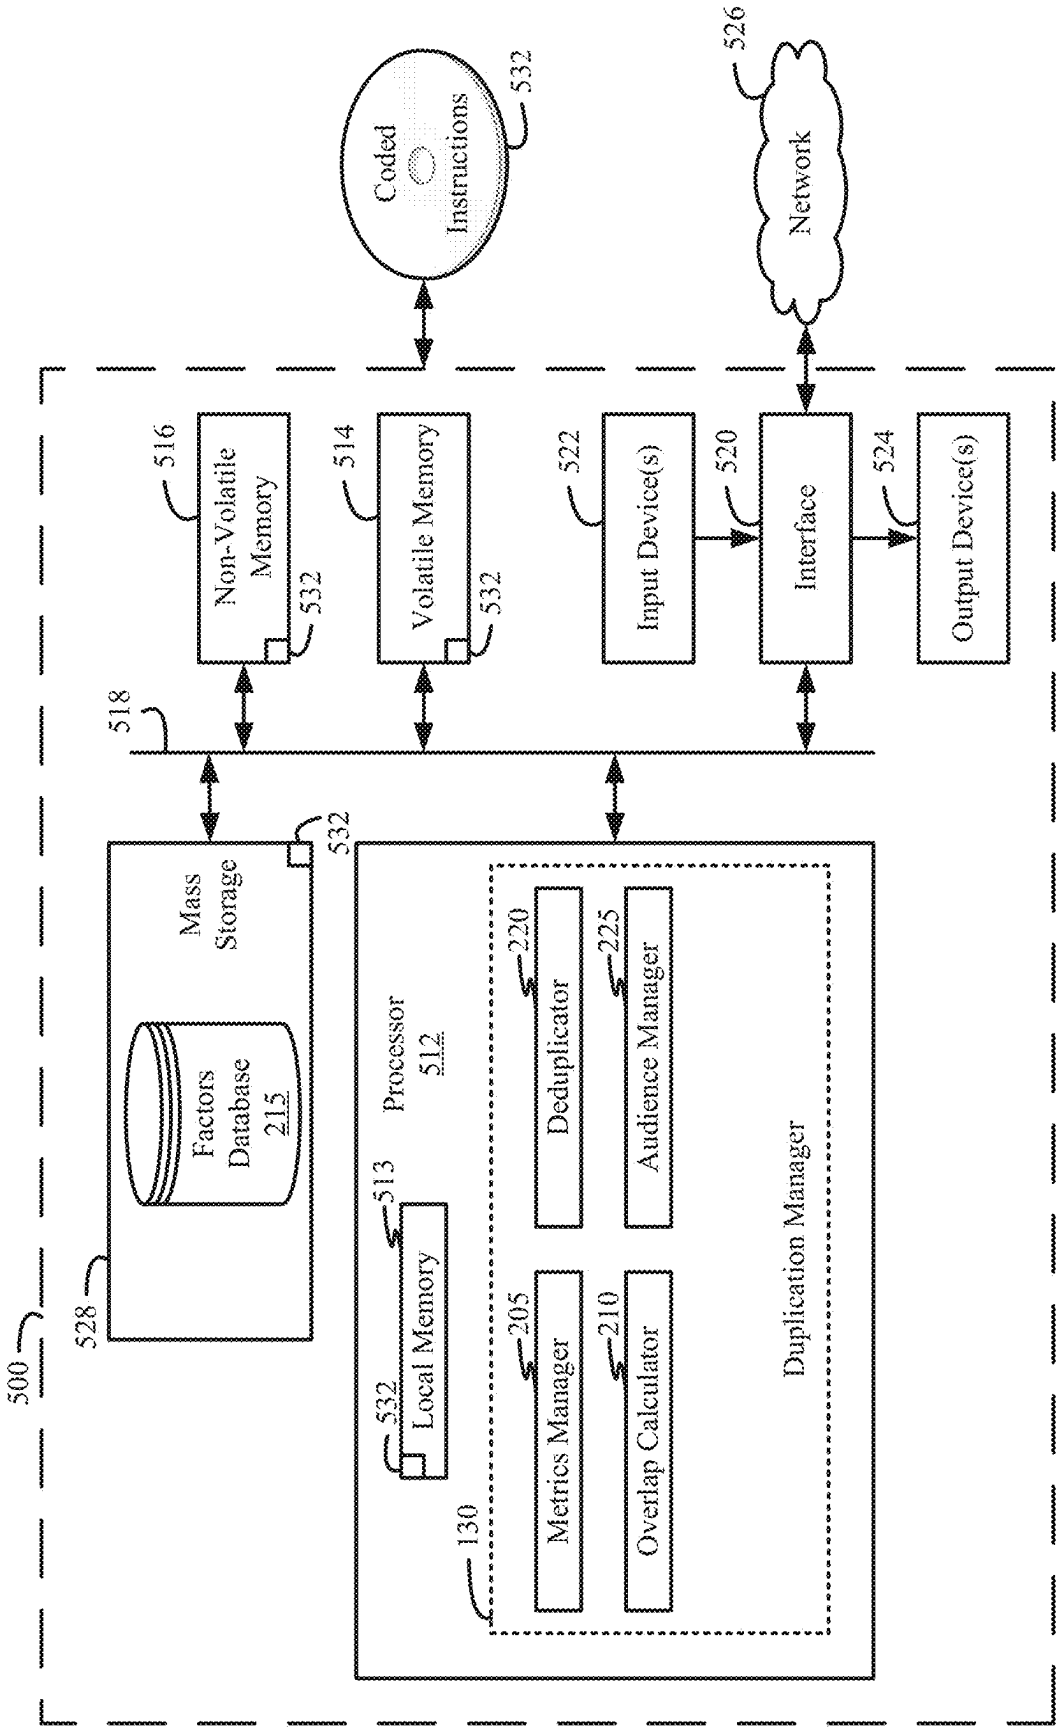 500
528
Factors
Database
215
Mass
Storage
532
532
513
Local Memory
Processor
512
130
205
Metrics Manager
220
Deduplicator
210
Overlap Calculator
225
Audience Manager
Duplication Manager
518
516
Non-Volatile
Memory
532
514
Volatile Memory
532
522
Input Device(s)
520
Interface
524
Output Device(s)
Coded
Instructions
532
526
Network